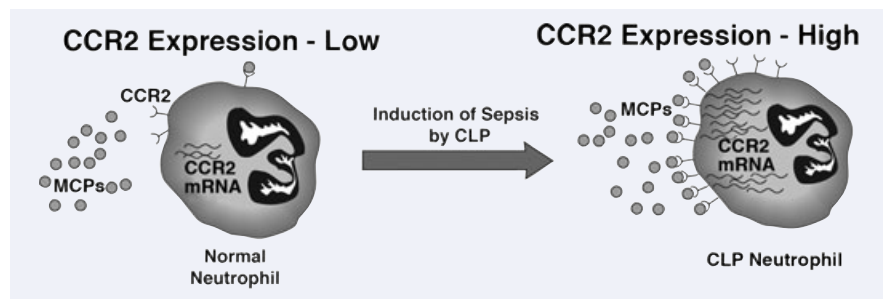 CCR2 Expression - Low
CCR2
MCPs
CCR2
mRNA
Normal
Neutrophil
Induction of Sepsis
by CLP
CCR2 Expression - High
MCPs
CCR2
mRNA
CLP Neutrophil